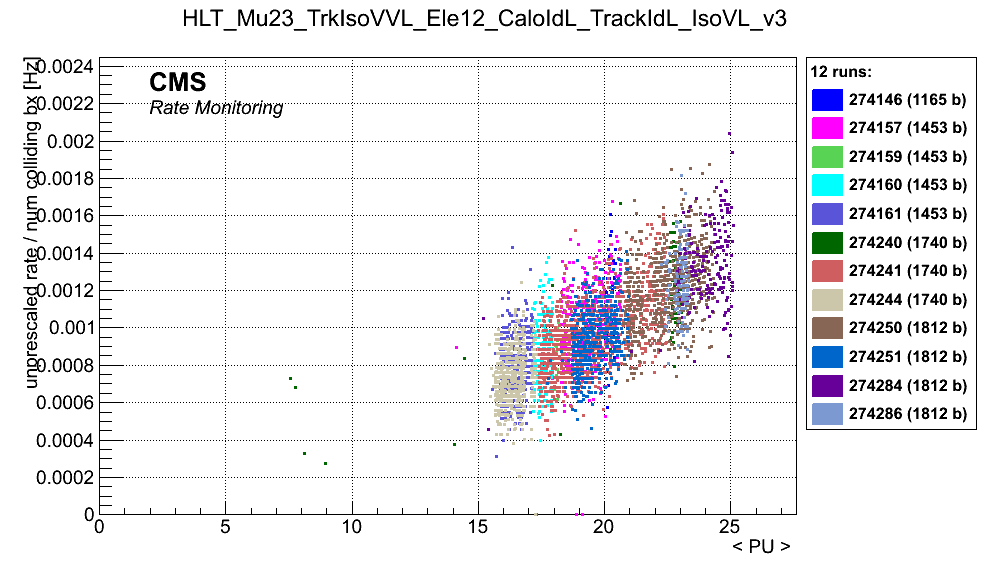 HLT_Mu23_TrkIsoVVL_Ele12_CaloIdL_TrackIdL_IsoVL_v3
unprescaled rate / num colliding bx [Hz]
0.0024
0.0022
0.002
0.0018
0.0016
0.0014
0.0012
0.001
0.0008
0.0006
0.0004
0.0002
0
CMS
Rate Monitoring
0 5 10 15 20 25
< PU >
12 runs:
274146 (1165 b)
274157 (1453 b)
274159 (1453 b)
274160 (1453 b)
274161 (1453 b)
274240 (1740 b)
274241 (1740 b)
274244 (1740 b)
274250 (1812 b)
274251 (1812 b)
274284 (1812 b)
274286 (1812 b)